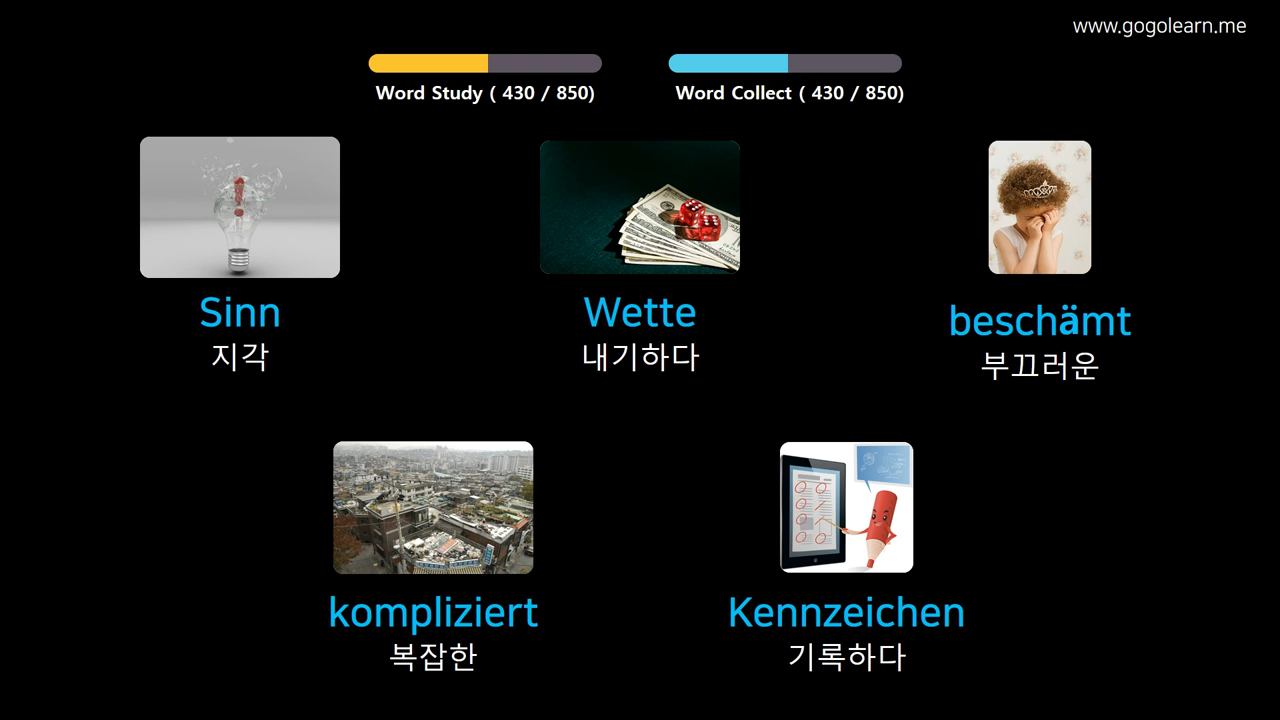 www.gogolearn.me
Word Study ( 430 / 850)
Word Collect ( 430 / 850)
Sinn
지각
Wette
내기하다
beschämt
부끄러운
kompliziert
복잡한
Kennzeichen
기록하다